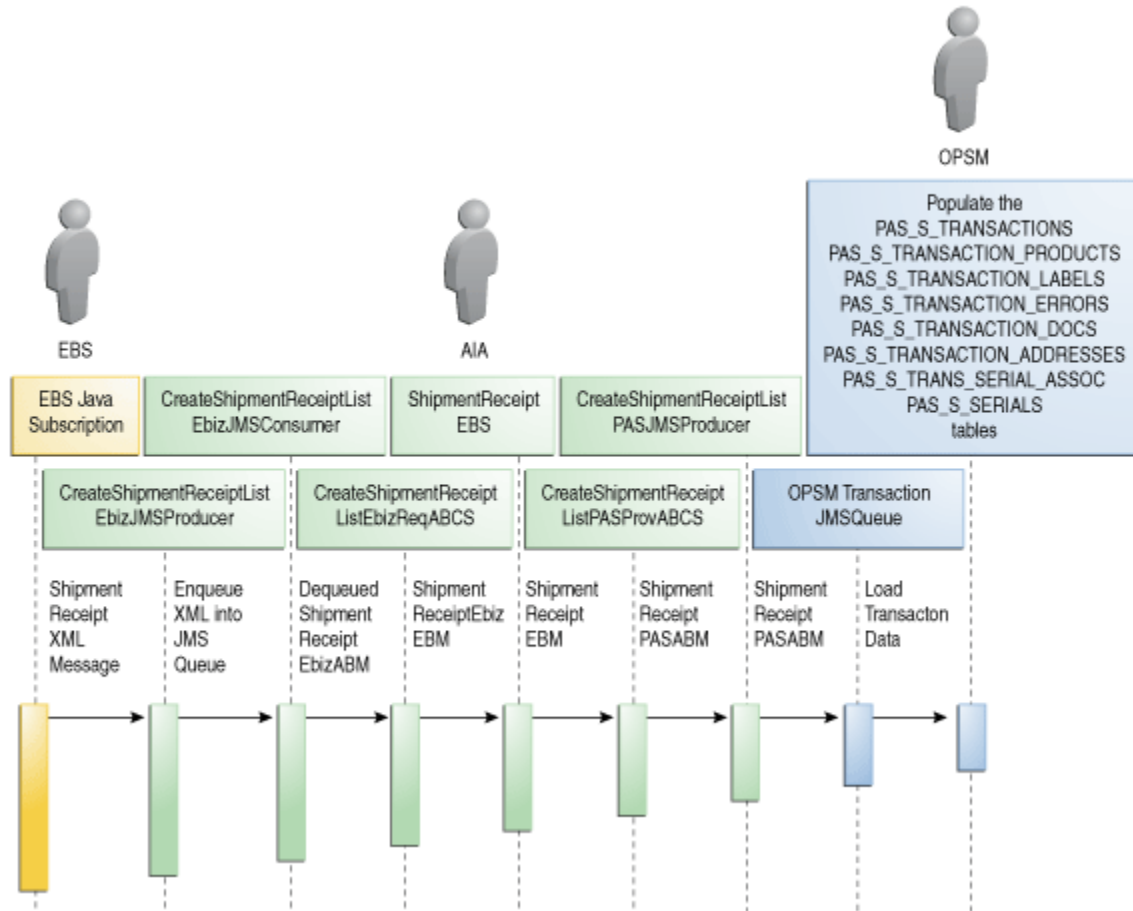 OPSM
Populate the
PAS_S_TRANSACTIONS
PAS_S_TRANSACTION_PRODUCTS
PAS_S_TRANSACTION_LABELS
PAS_S_TRANSACTION_ERRORS
PAS_S_TRANSACTION_DOCS
PAS_S_TRANSACTION_ADDRESSES
PAS_S_TRANS_SERIAL_ASSOC
PAS_S_SERIALS
tables
EBS
AIA
EBS Java
Subscription
CreateShipmentReceiptList
EbizJMSConsumer
ShipmentReceipt
EBS
CreateShipmentReceiptList
PASJMSProducer
CreateShipmentReceiptList
EbizJMSProducer
CreateShipmentReceipt
ListEbizReqABCS
CreateShipmentReceipt
ListPASProvABCS
OPSM Transaction
JMSQueue
Shipment
Receipt
XML
Message
Enqueue
XML into
JMS
Queue
Dequeued
Shipment
Receipt
EbizABM
Shipment
ReceiptEbiz
EBM
Shipment
Receipt
EBM
Shipment
Receipt
PASABM
Shipment
Receipt
PASABM
Load
Transacton
Data